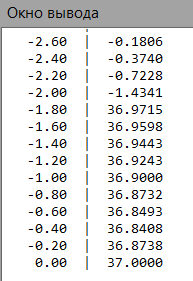 Окно вывода
-2.60 | -0.1806
-2.40 | -0.3740
-2.20 | -0.7228
-2.00 | -1.4341
-1.80 | 36.9715
-1.60 | 36.9598
-1.40 | 36.9443
-1.20 | 36.9243
-1.00 | 36.9000
-0.80 | 36.8732
-0.60 | 36.8493
-0.40 | 36.8408
-0.20 | 36.8738
0.00 | 37.0000